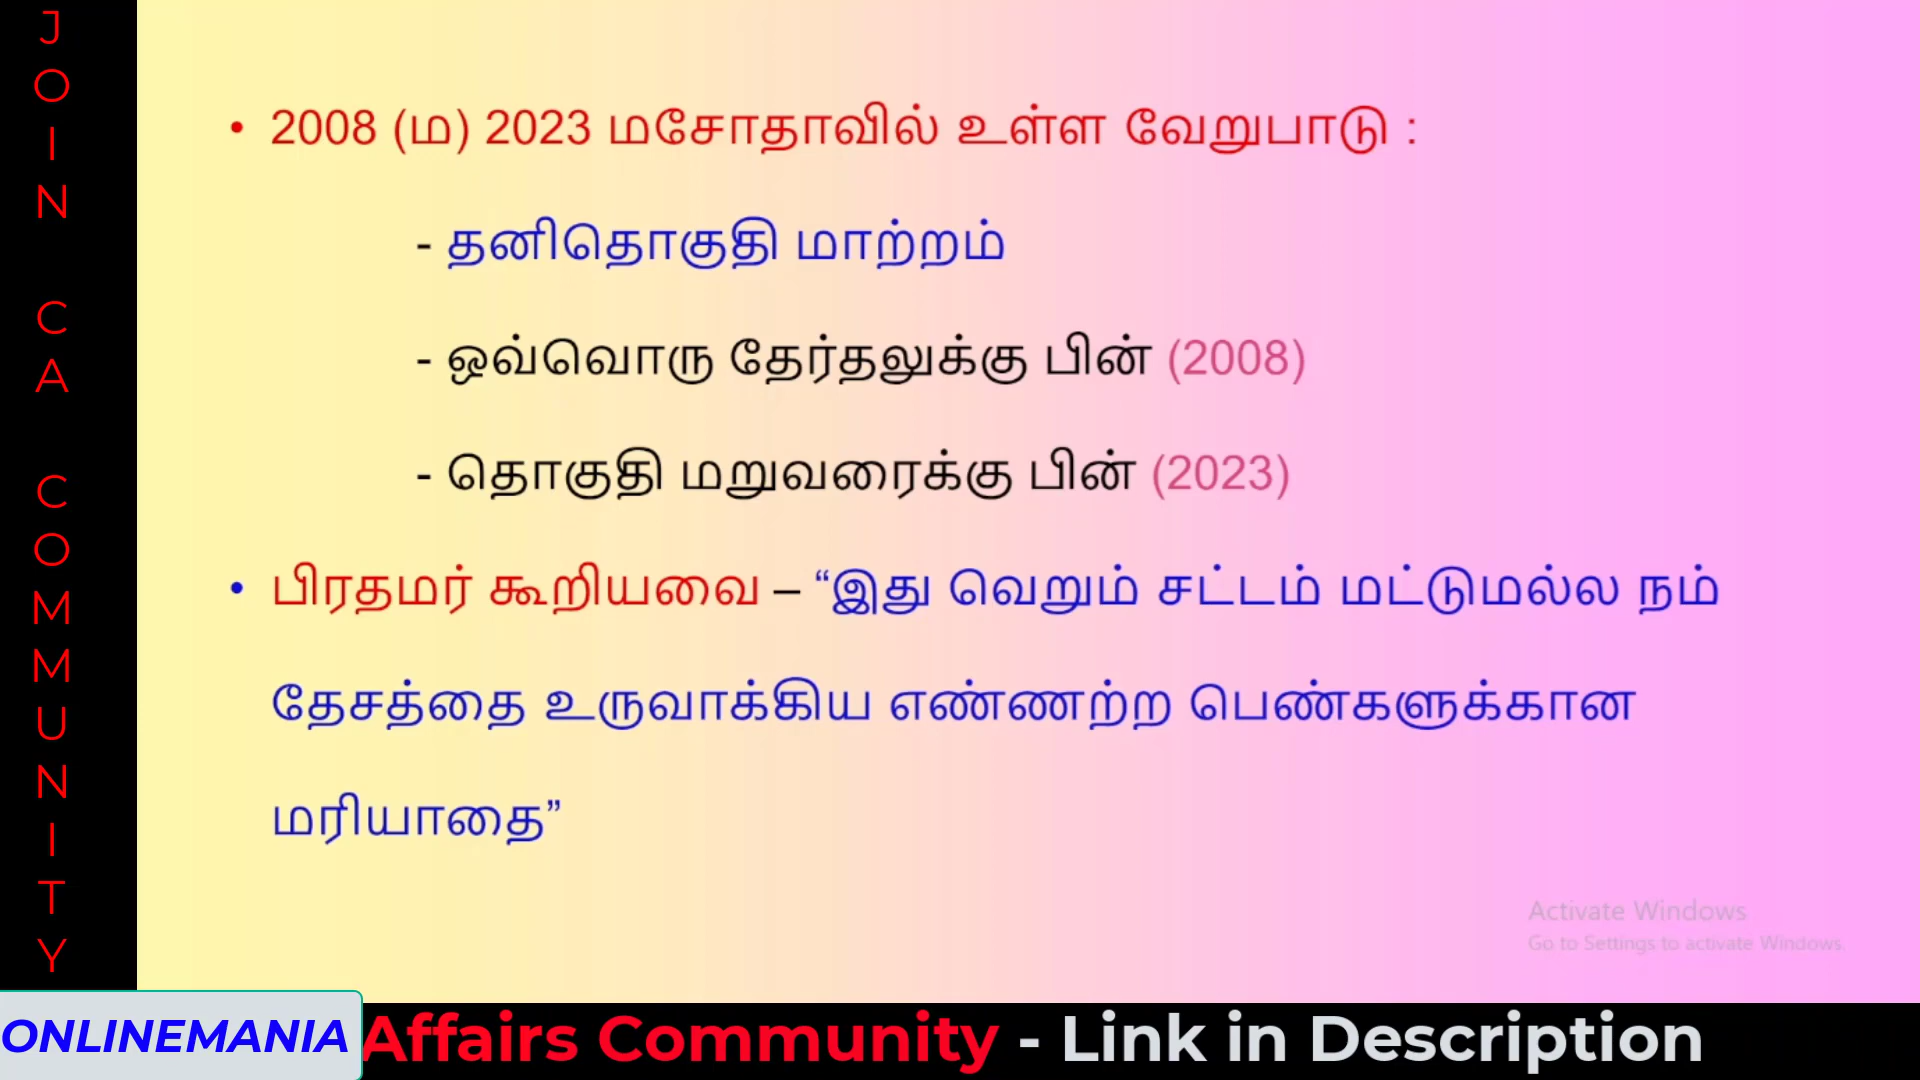 JOIN CA COMMUNITY
• 2008 (ம) 2023 மசோதாவில் உள்ள வேறுபாடு :
- தனிதொகுதி மாற்றம்
- ஒவ்வொரு தேர்தலுக்கு பின் (2008)
- தொகுதி மறுவரைக்கு பின் (2023)
• பிரதமர் கூறியவை – “இது வெறும் சட்டம் மட்டுமல்ல நம்
தேசத்தை உருவாக்கிய எண்ணற்ற பெண்களுக்கான
மரியாதை”
Activate Windows
Go to Settings to activate Windows.
ONLINEMANIA Affairs Community - Link in Description